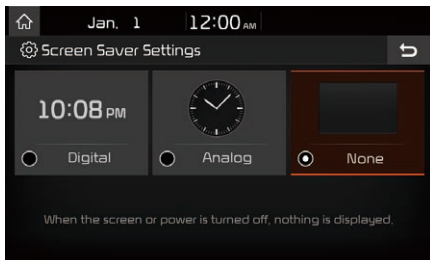 Jan. 1 12:00 AM
Screen Saver Settings
10:08 PM
Digital
Analog
None
When the screen or power is turned off, nothing is displayed.